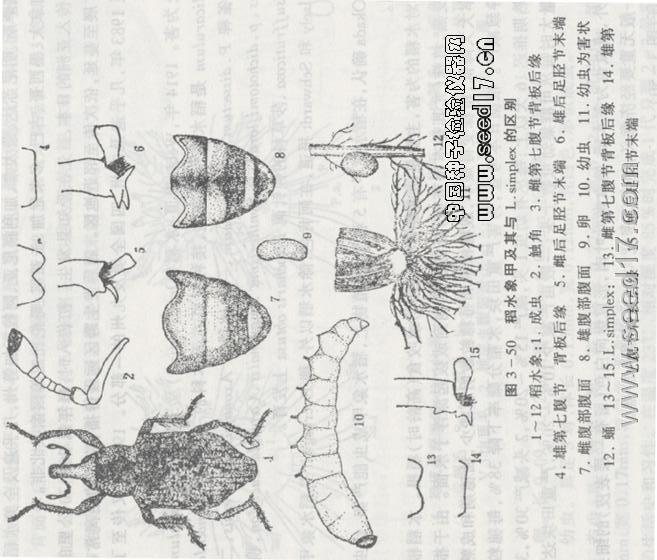 4
6
8
12
11
5
9
7
2
10
15
13
14
1
中国种子检验仪器网
www.seed17.cn
图 3-50 稻水象甲及其与 L. simplex 的区别
1~12 稻水象:1. 成虫 2. 触角 3. 雌第七腹节背板后缘
4. 雄第七腹节 背板后缘 5. 雌后足胫节末端 6. 雄后足胫节末端
7. 雌腹部腹面 8. 雄腹部腹面 9. 卵 10. 幼虫 11. 幼虫为害状
12. 蛹 13~15. L. simplex: 13. 雌第七腹节背板后缘 14. 雄第
七腹节背板后缘 15. 足胫节末端
www.seed17.com